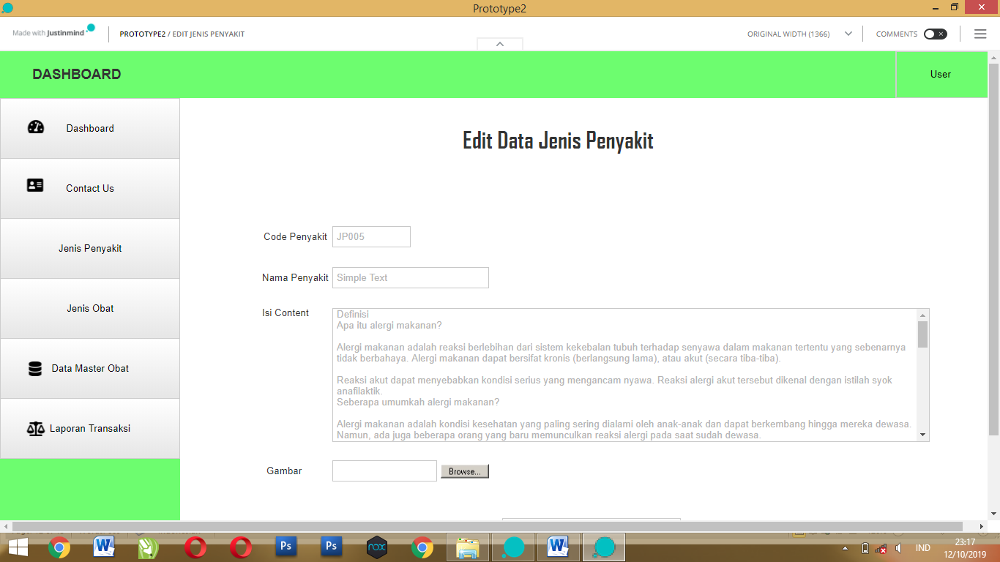 Prototype2
Made with Justinmind
PROTOTYPE2 / EDIT JENIS PENYAKIT
ORIGINAL WIDTH (1366)
COMMENTS
DASHBOARD
User
Dashboard
Contact Us
Jenis Penyakit
Jenis Obat
Data Master Obat
Laporan Transaksi
Edit Data Jenis Penyakit
Code Penyakit
JP005
Nama Penyakit
Simple Text
Isi Content
Definisi
Apa itu alergi makanan?
Alergi makanan adalah reaksi berlebihan dari sistem kekebalan tubuh terhadap senyawa dalam makanan tertentu yang sebenarnya
tidak berbahaya. Alergi makanan dapat bersifat kronis (berlangsung lama), atau akut (secara tiba-tiba).
Reaksi akut dapat menyebabkan kondisi serius yang mengancam nyawa. Reaksi alergi akut tersebut dikenal dengan istilah syok
anafilaktik.
Seberapa umumkah alergi makanan?
Alergi makanan adalah kondisi kesehatan yang paling sering dialami oleh anak-anak dan dapat berkembang hingga mereka dewasa.
Namun, ada juga beberapa orang yang baru memunculkan reaksi alergi pada saat sudah dewasa.
Gambar
Browse...
W
Ps
Ps
nox
W
IND
23:17
12/10/2019